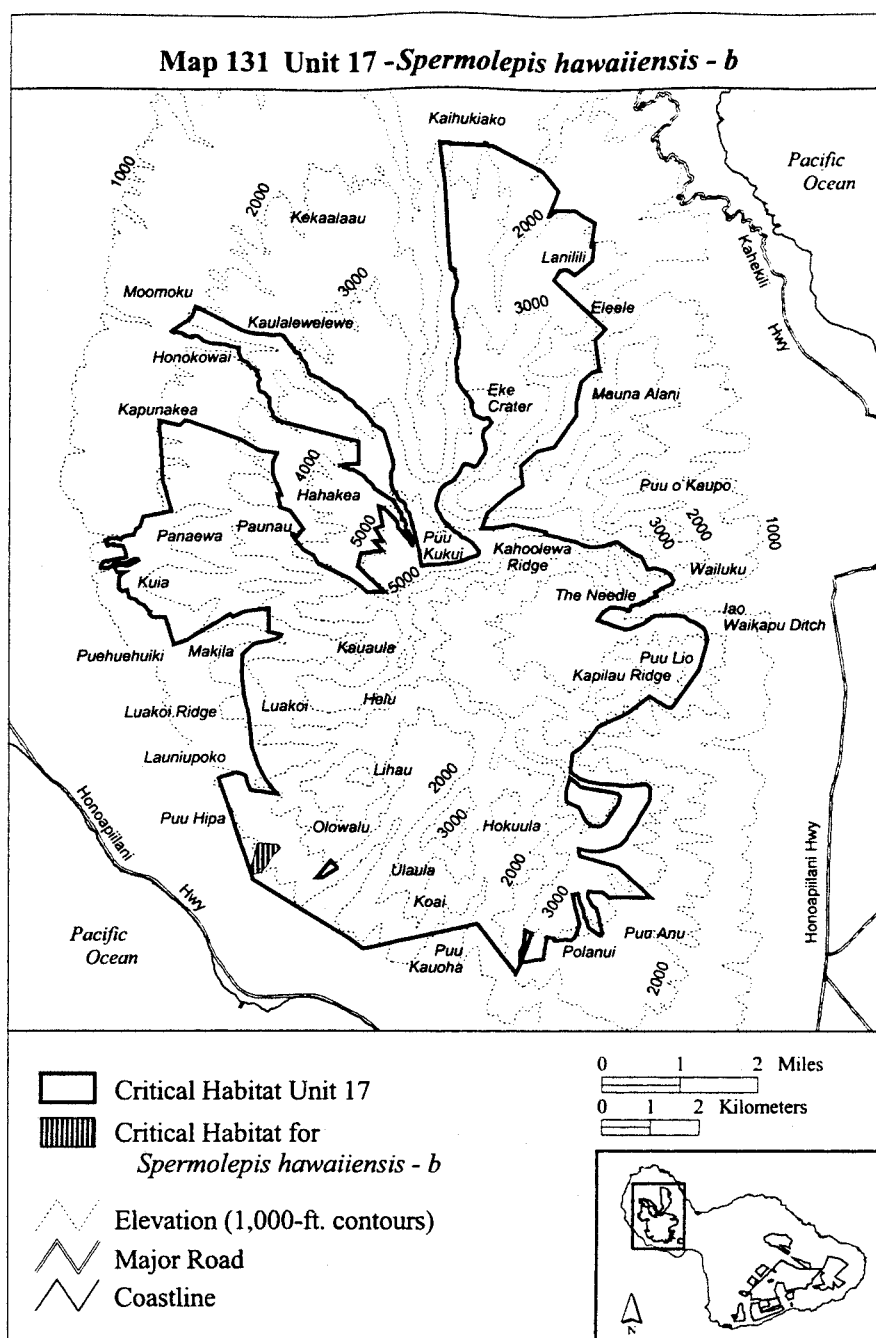 Map 131 Unit 17 -Spermolepis hawaiiensis - b
Kaihukiako
Pacific
Ocean
1000
2000
Kekaalaau
2000
Lanilili
Kahekili
Hwy
3000
3000
Eleele
Moomoku
Kaulalewelewe
Honokowai
Eke
Crater
Mauna Alani
Kapunakea
4000
Hahakea
Puu o Kaupo
Panaewa
Paunau
5000
Puu
Kukui
Kahoolewa
Ridge
3000
2000
1000
Wailuku
5000
Kuia
The Needle
Iao
Waikapu Ditch
Puehuehuiki
Makila
Kauaula
Puu Lio
Kapilau Ridge
Luakoi Ridge
Luakoi
Helu
Launiupoko
Lihau
2000
Honoapiilani
Hwy
Puu Hipa
Olowalu
3000
Hokuula
Ulaula
2000
Koai
3000
Honoapiilani Hwy
Pacific
Ocean
Puu
Kauoha
Polanui
Puu Anu
2000
Critical Habitat Unit 17
Critical Habitat for
Spermolepis hawaiiensis - b
Elevation (1,000-ft. contours)
Major Road
Coastline
0 1 2 Miles
0 1 2 Kilometers
N